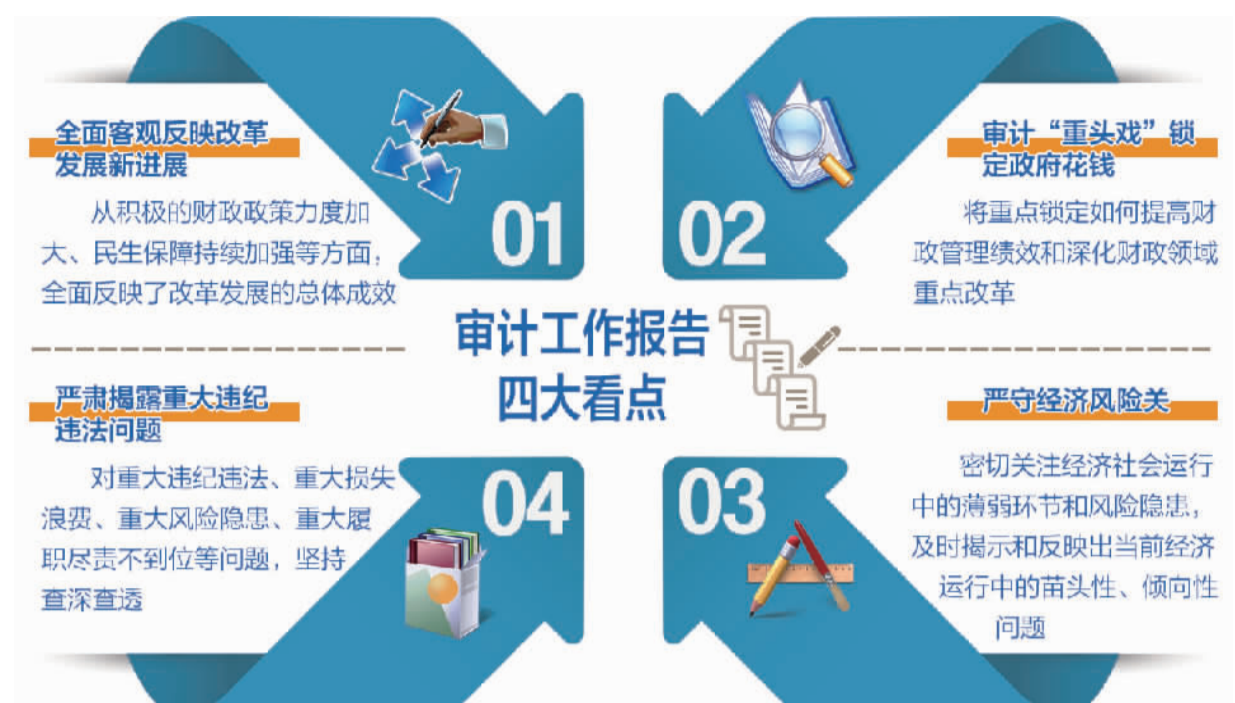 审计工作报告
四大看点
01
全面客观反映改革
发展新进展
从积极的财政政策力度加
大、民生保障持续加强等方面，
全面反映了改革发展的总体成效
02
审计“重头戏”锁
定政府花钱
将重点锁定如何提高财
政管理绩效和深化财政领域
重点改革
03
严守经济风险关
密切关注经济社会运行
中的薄弱环节和风险隐患，
及时揭示和反映出当前经济
运行中的苗头性、倾向性
问题
04
严肃揭露重大违纪
违法问题
对重大违纪违法、重大损失
浪费、重大风险隐患、重大履
职尽责不到位等问题，坚持
查深查透